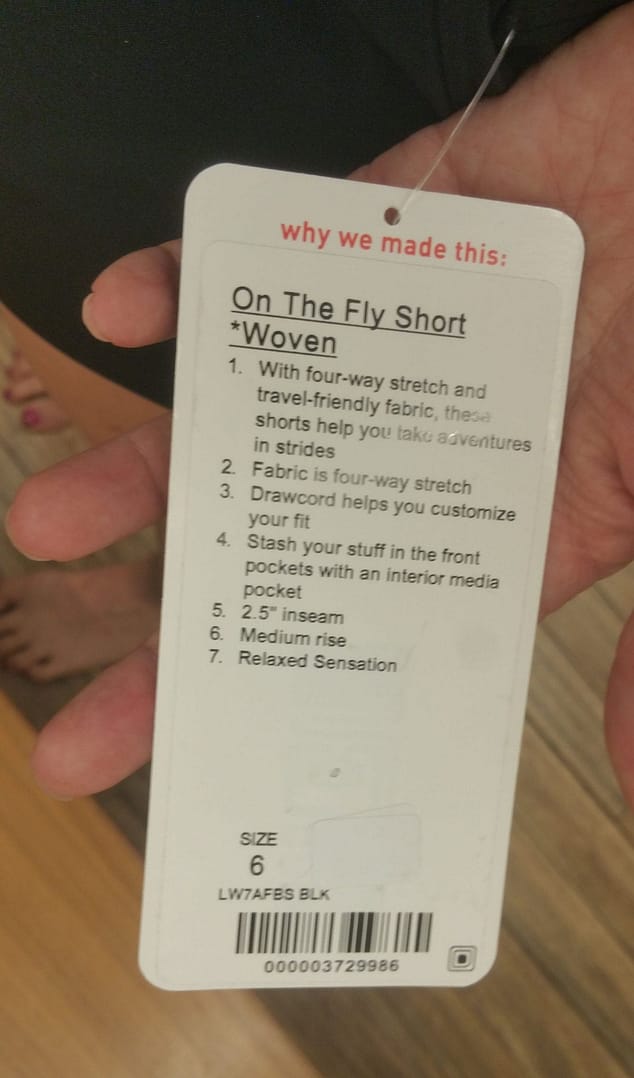 why we made this:
On The Fly Short
*Woven
1. With four-way stretch and
travel-friendly fabric, these
shorts help you take adventures
in strides
2. Fabric is four-way stretch
3. Drawcord helps you customize
your fit
4. Stash your stuff in the front
pockets with an interior media
pocket
5. 2.5" inseam
6. Medium rise
7. Relaxed Sensation
SIZE
6
LW7AFBS BLK
000003729986